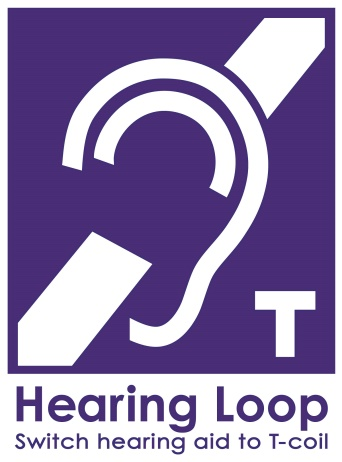 T
Hearing Loop
Switch hearing aid to T-coil